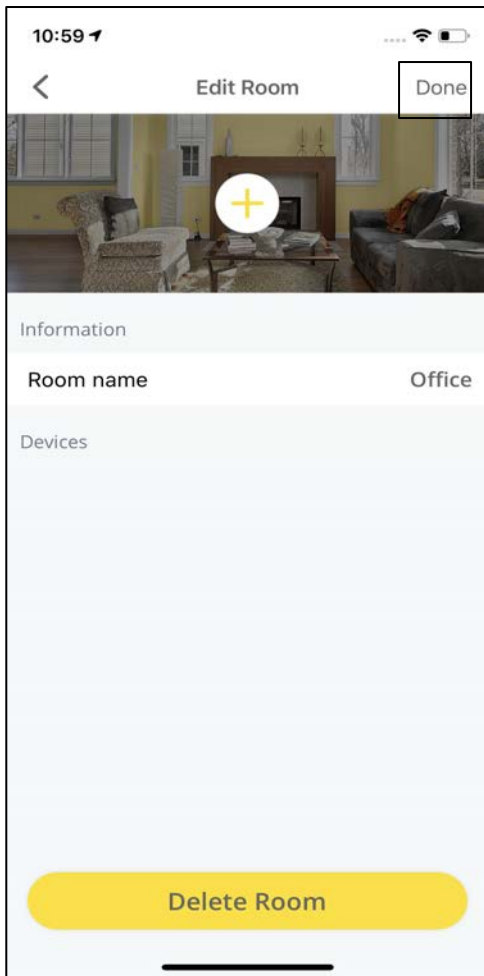 10:59
Edit Room
Done
Information
Room name
Office
Devices
Delete Room